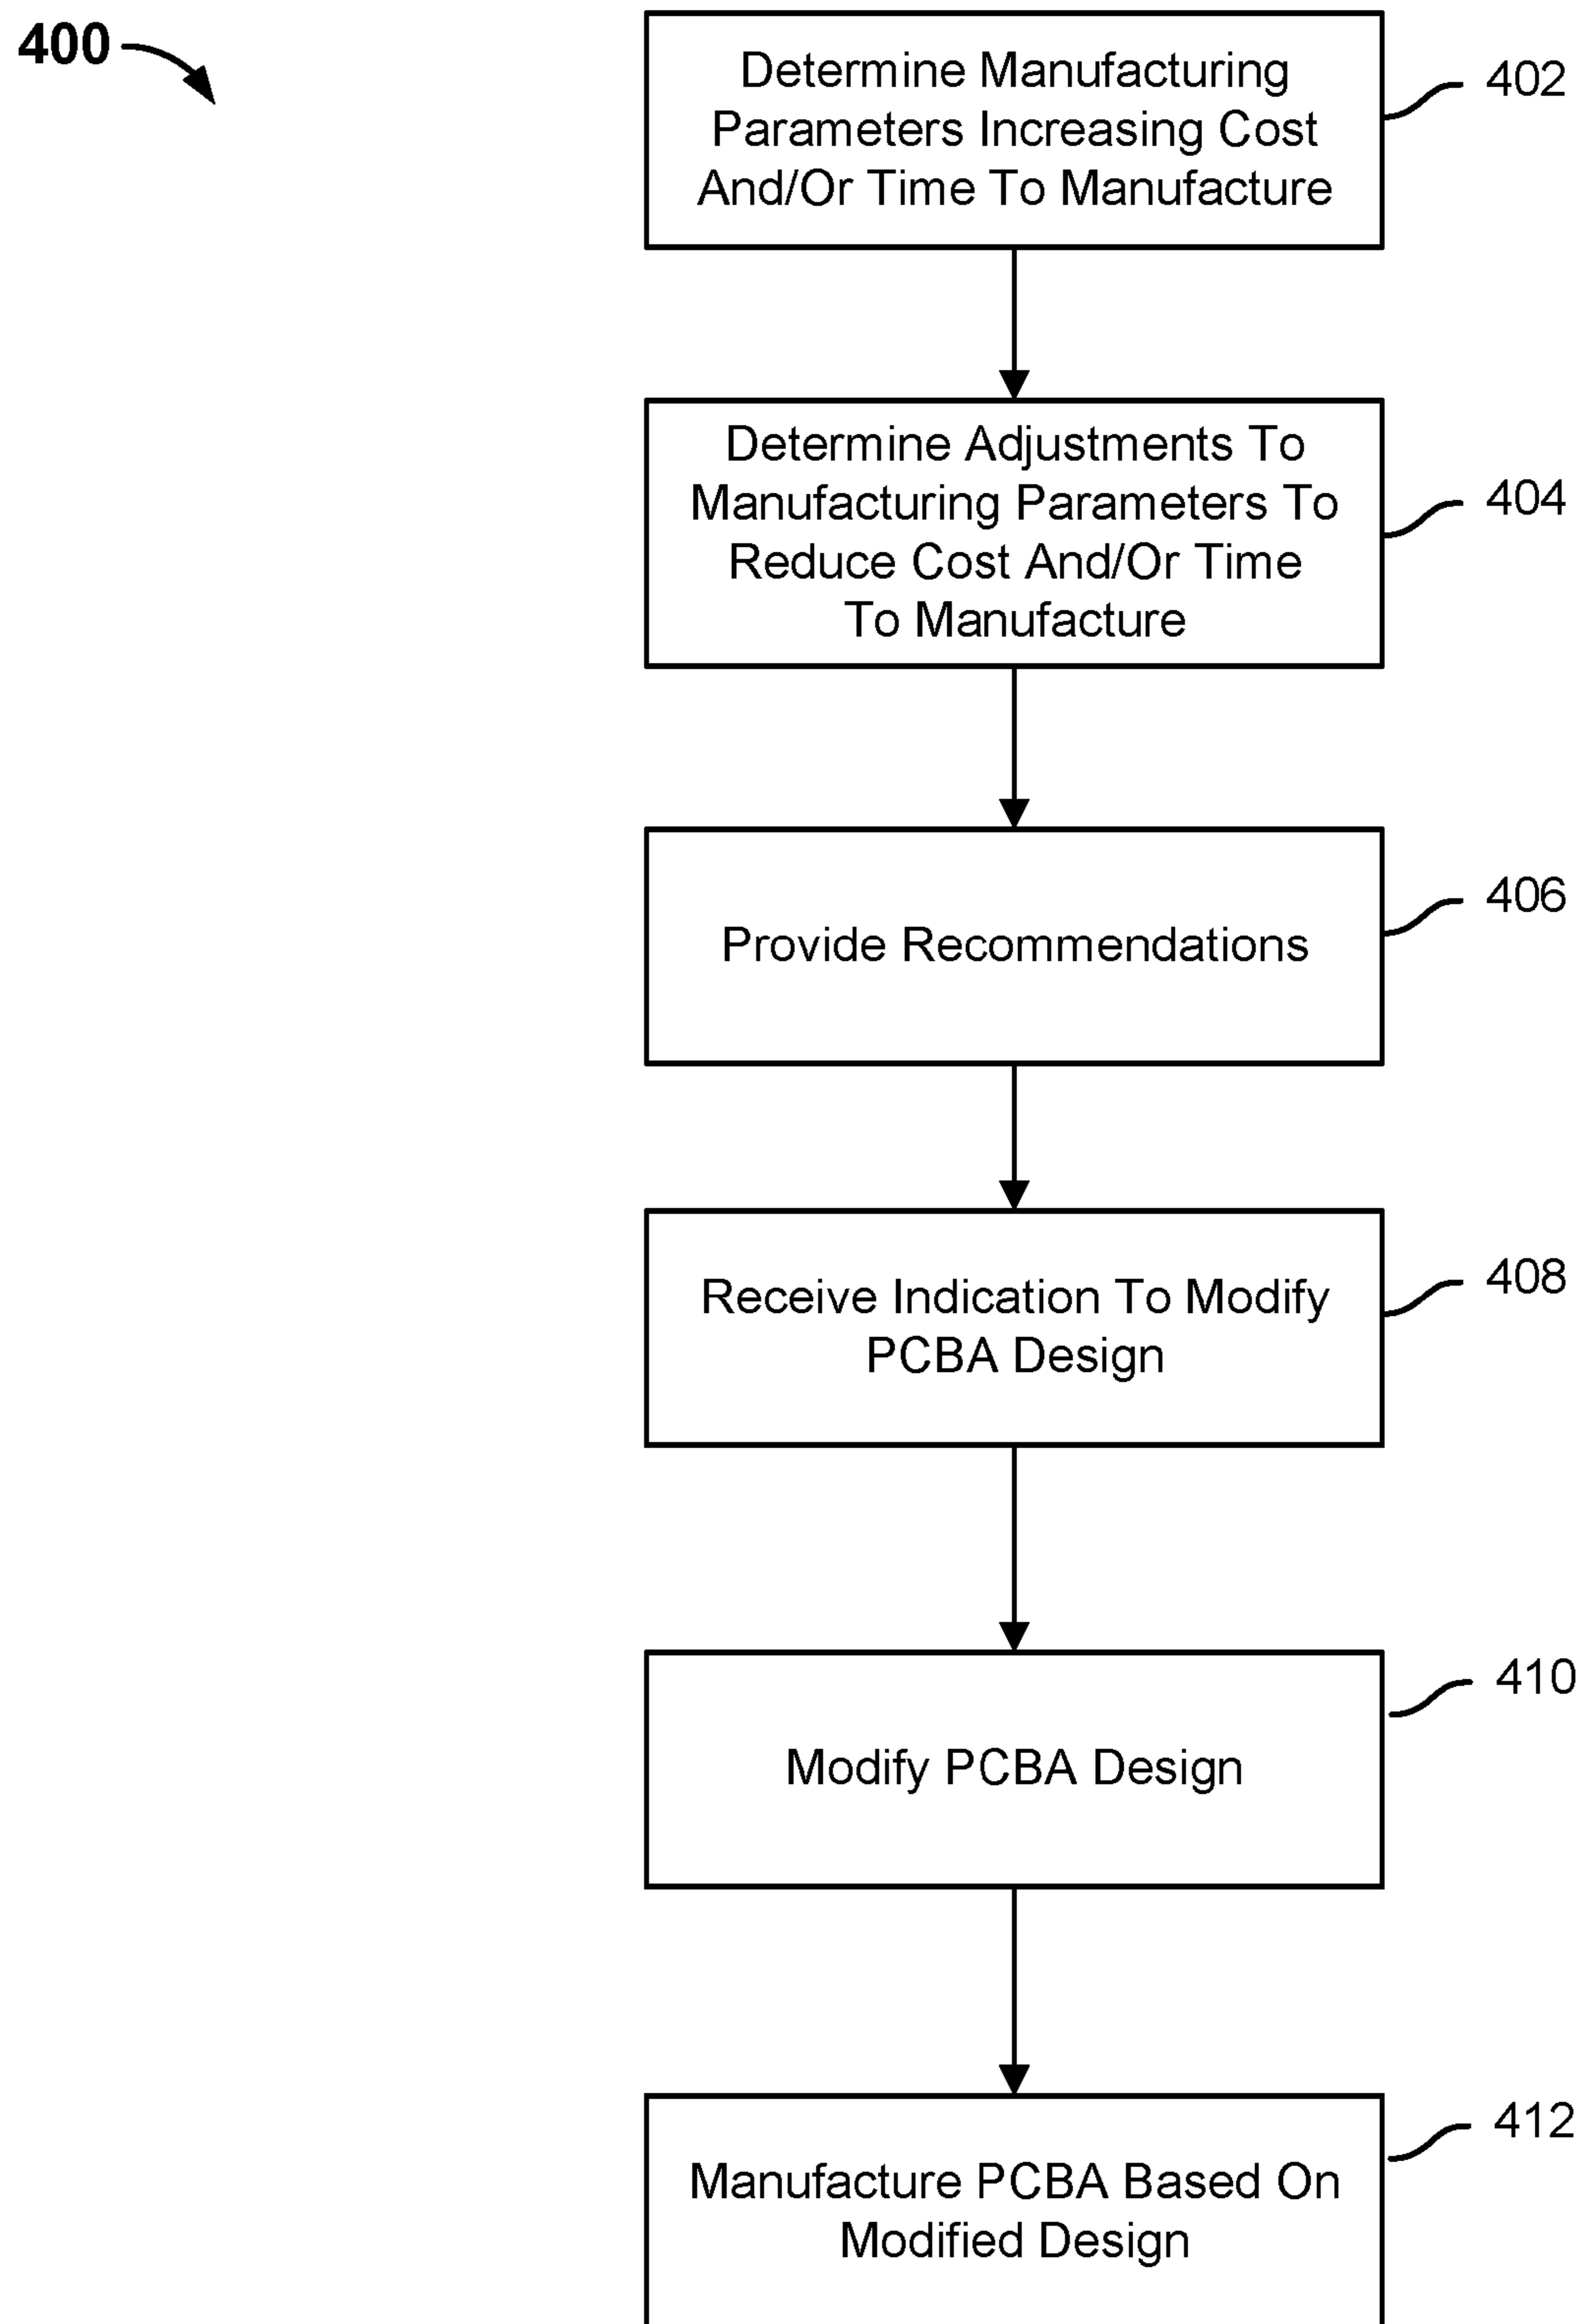 400
Determine Manufacturing
Parameters Increasing Cost
And/Or Time To Manufacture
402
Determine Adjustments To
Manufacturing Parameters To
Reduce Cost And/Or Time
To Manufacture
404
Provide Recommendations
406
Receive Indication To Modify
PCBA Design
408
Modify PCBA Design
410
Manufacture PCBA Based On
Modified Design
412